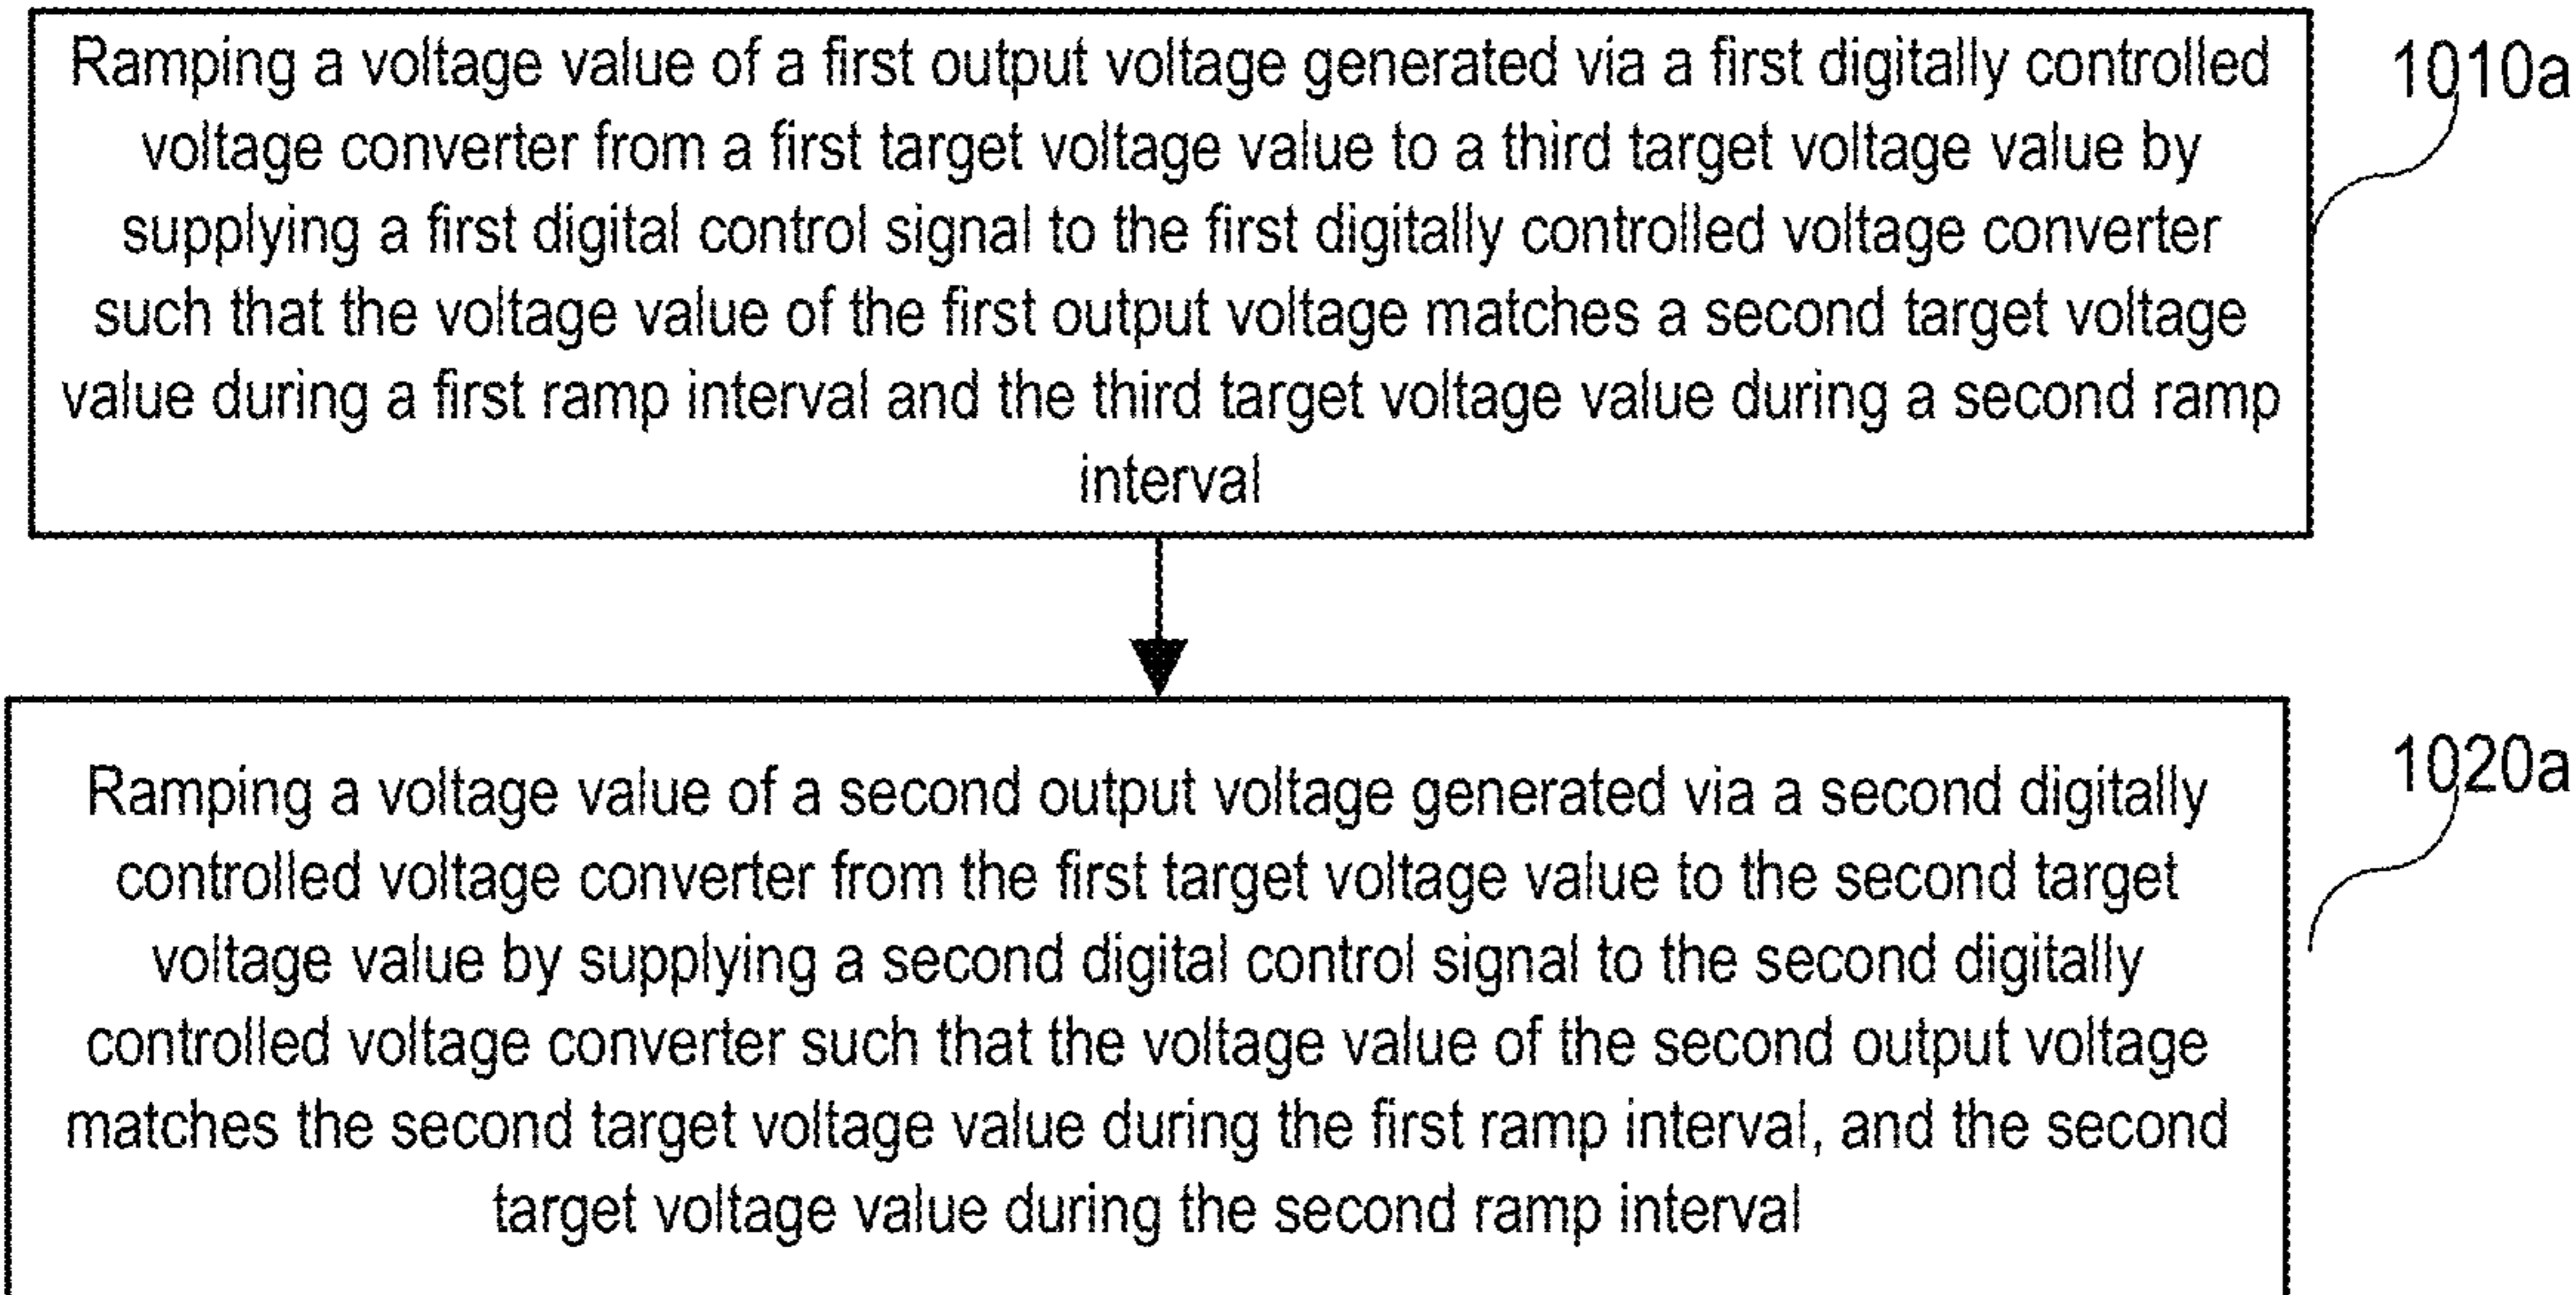 Ramping a voltage value of a first output voltage generated via a first digitally controlled
voltage converter from a first target voltage value to a third target voltage value by
supplying a first digital control signal to the first digitally controlled voltage converter
such that the voltage value of the first output voltage matches a second target voltage
value during a first ramp interval and the third target voltage value during a second ramp
interval
1010a
Ramping a voltage value of a second output voltage generated via a second digitally
controlled voltage converter from the first target voltage value to the second target
voltage value by supplying a second digital control signal to the second digitally
controlled voltage converter such that the voltage value of the second output voltage
matches the second target voltage value during the first ramp interval, and the second
target voltage value during the second ramp interval
1020a